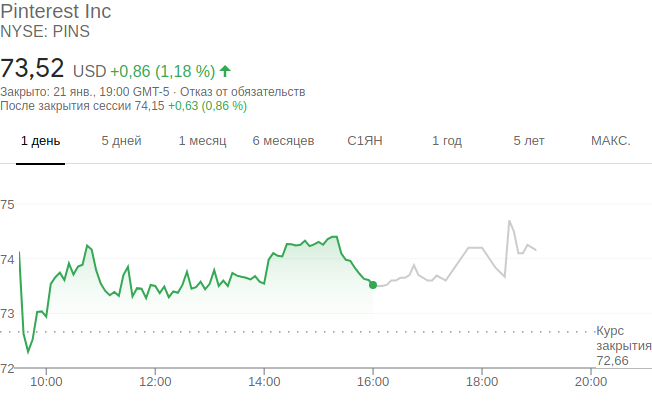 Pinterest Inc
NYSE: PINS
73,52 USD +0,86 (1,18 %)
Закрыто: 21 янв., 19:00 GMT-5 · Отказ от обязательств
После закрытия сессии 74,15 +0,63 (0,86 %)
1 день 5 дней 1 месяц 6 месяцев С1ЯН 1 год 5 лет МАКС.
75
74
73
Курс
закрытия
72,66
72
10:00 12:00 14:00 16:00 18:00 20:00